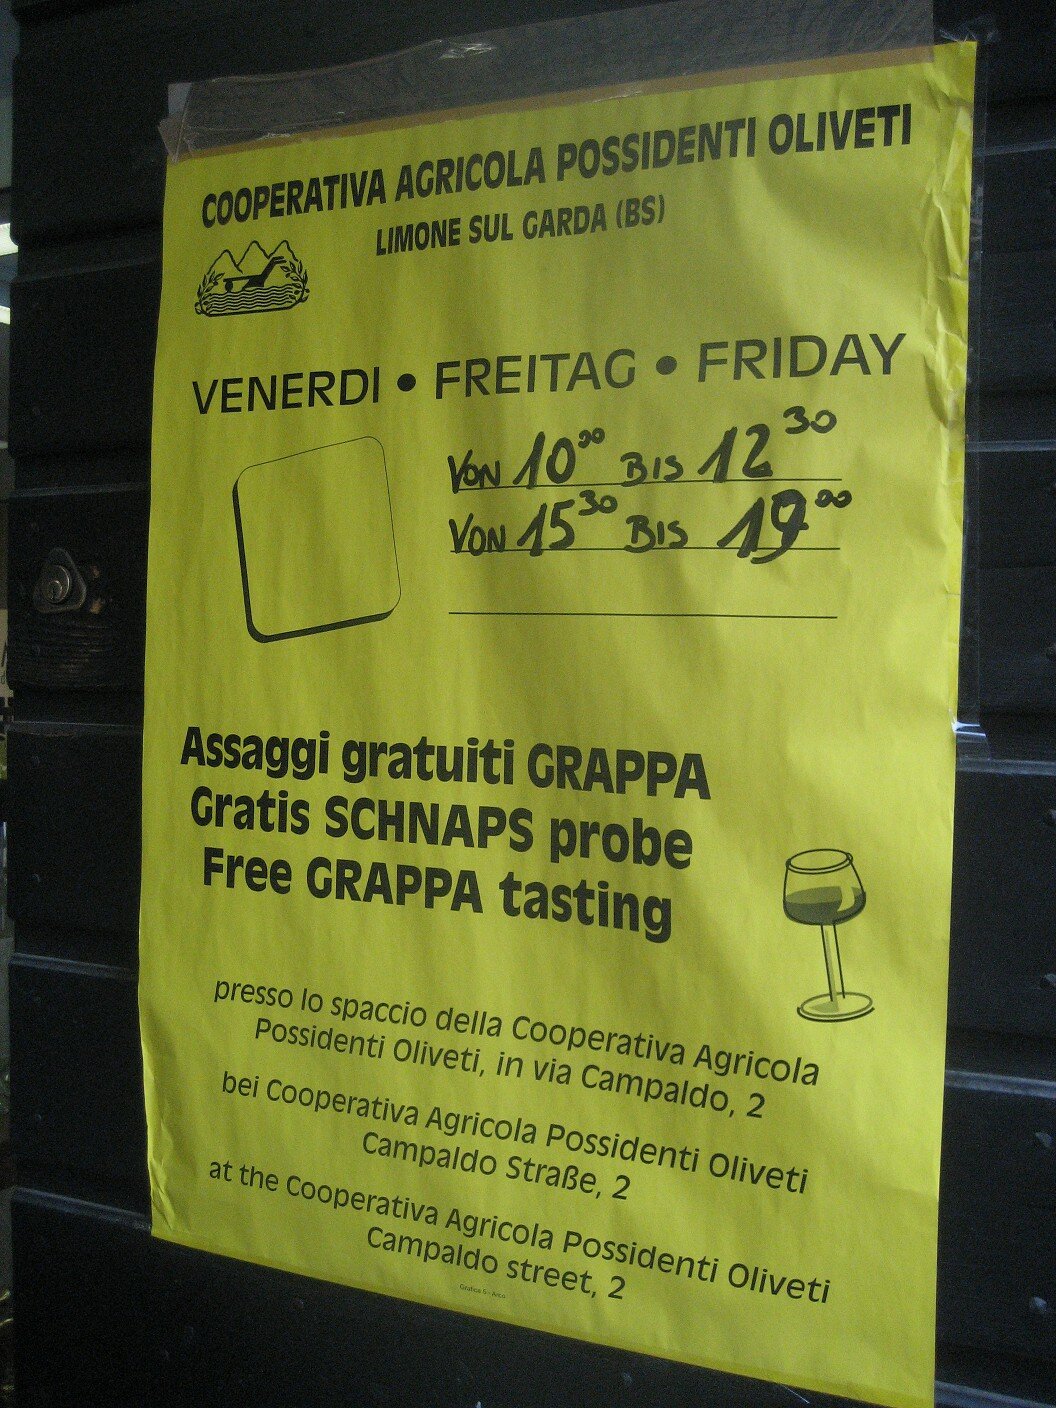 COOPERATIVA AGRICOLA POSSIDENTI OLIVETI
LIMONE SUL GARDA (BS)
VENERDI • FREITAG • FRIDAY
VON 10⁰⁰ BIS 12³⁰
VON 15³⁰ BIS 19⁰⁰
Assaggi gratuiti GRAPPA
Gratis SCHNAPS probe
Free GRAPPA tasting
presso lo spaccio della Cooperativa Agricola
Possidenti Oliveti, in via Campaldo, 2
bei Cooperativa Agricola Possidenti Oliveti
Campaldo Straße, 2
at the Cooperativa Agricola Possidenti Oliveti
Campaldo street, 2